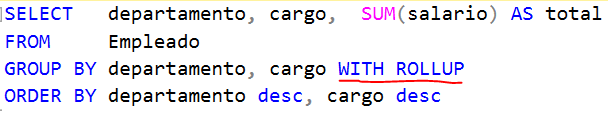 SELECT departamento, cargo, SUM(salario) AS total
FROM Empleado
GROUP BY departamento, cargo WITH ROLLUP
ORDER BY departamento desc, cargo desc